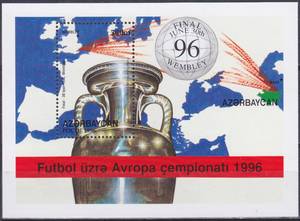 FINAL
JUNE 30th
96
WEMBLEY
AZƏRBAYCAN
AZƏRBAYCAN
Futbol üzrə Avropa çempionatı 1996